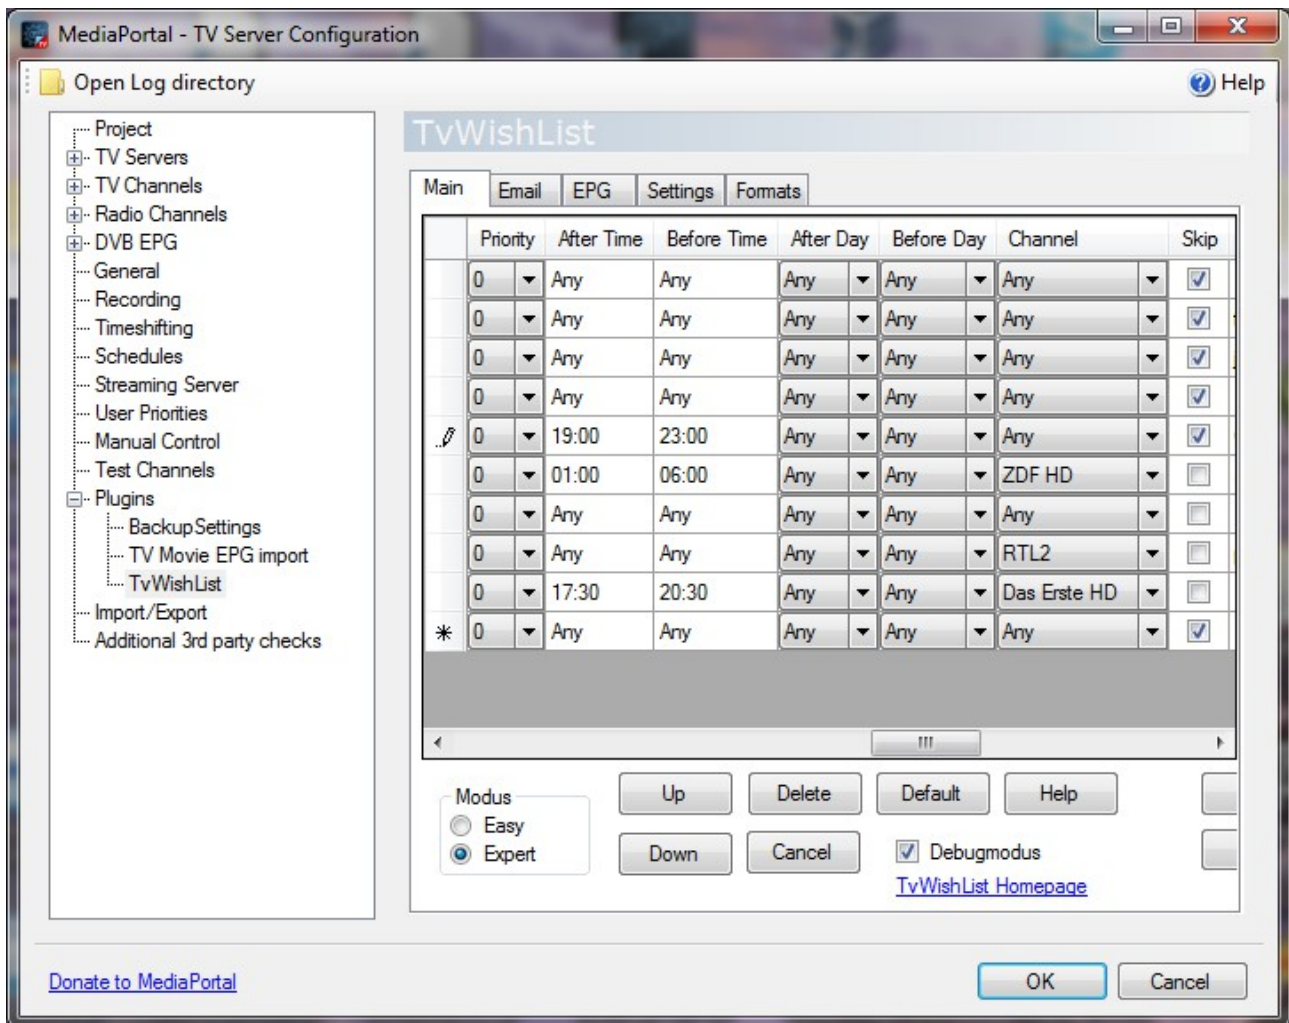 MediaPortal - TV Server Configuration
Open Log directory
Help
Project
TV Servers
TV Channels
Radio Channels
DVB EPG
General
Recording
Timeshifting
Schedules
Streaming Server
User Priorities
Manual Control
Test Channels
Plugins
BackupSettings
TV Movie EPG import
TvWishList
Import/Export
Additional 3rd party checks
TvWishList
Main Email EPG Settings Formats
Priority After Time Before Time After Day Before Day Channel Skip
0 Any Any Any Any Any
0 Any Any Any Any Any
0 Any Any Any Any Any
0 Any Any Any Any Any
0 19:00 23:00 Any Any Any
0 01:00 06:00 Any Any ZDF HD
0 Any Any Any Any Any
0 Any Any Any Any RTL2
0 17:30 20:30 Any Any Das Erste HD
0 Any Any Any Any Any
Modus
Easy
Expert
Up Delete Default Help
Down Cancel Debugmodus
TvWishList Homepage
Donate to MediaPortal
OK Cancel